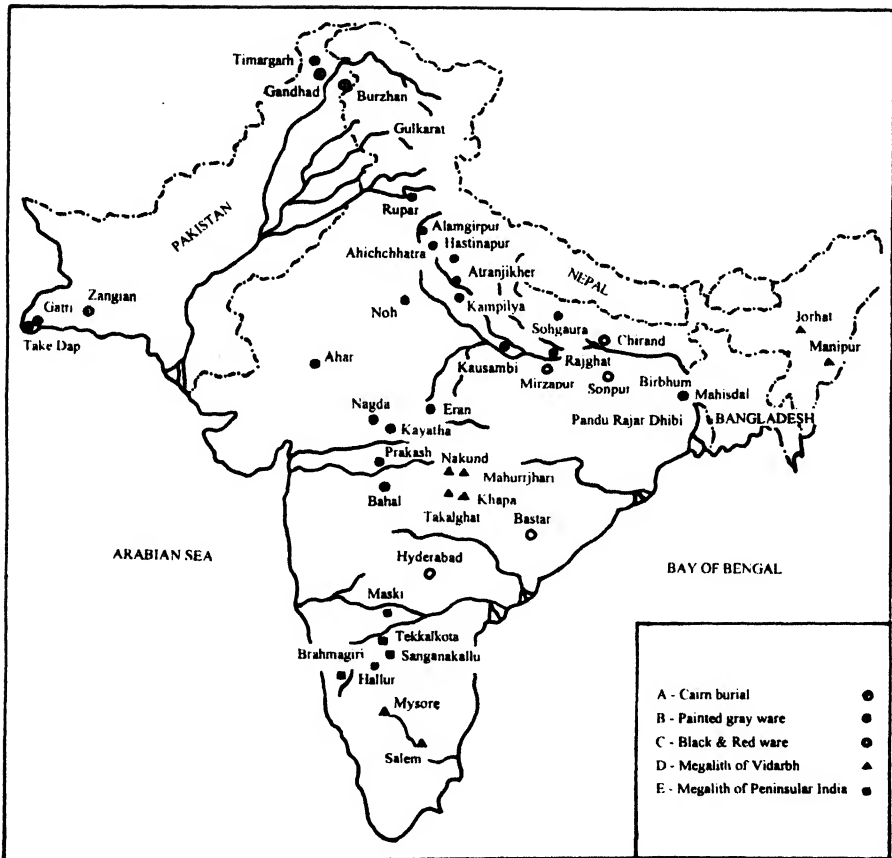 Timargarh
Gandhad
Burzhan
Gulkarat
PAKISTAN
Rupar
Alamgirpur
Hastinapur
Ahichchhatra
Atranjikher
NEPAL
Zangian
Gatti
Noh
Kampilya
Jorhat
Sohgaura
Take Dap
Chirand
Manipur
Ahar
Kausambi
Rajghat
Mirzapur
Sonpur
Birbhum
Mahisdal
Nagda
Eran
Pandu Rajar Dhibi
BANGLADESH
Kayatha
Prakash
Nakund
Mahurrjhari
Bahal
Khapa
Takalghat
Bastar
ARABIAN SEA
Hyderabad
BAY OF BENGAL
Maski
Tekkalkota
Brahmagiri
Sanganakallu
Hallur
Mysore
Salem
A - Cairn burial
B - Painted gray ware
C - Black & Red ware
D - Megalith of Vidarbh
E - Megalith of Peninsular India